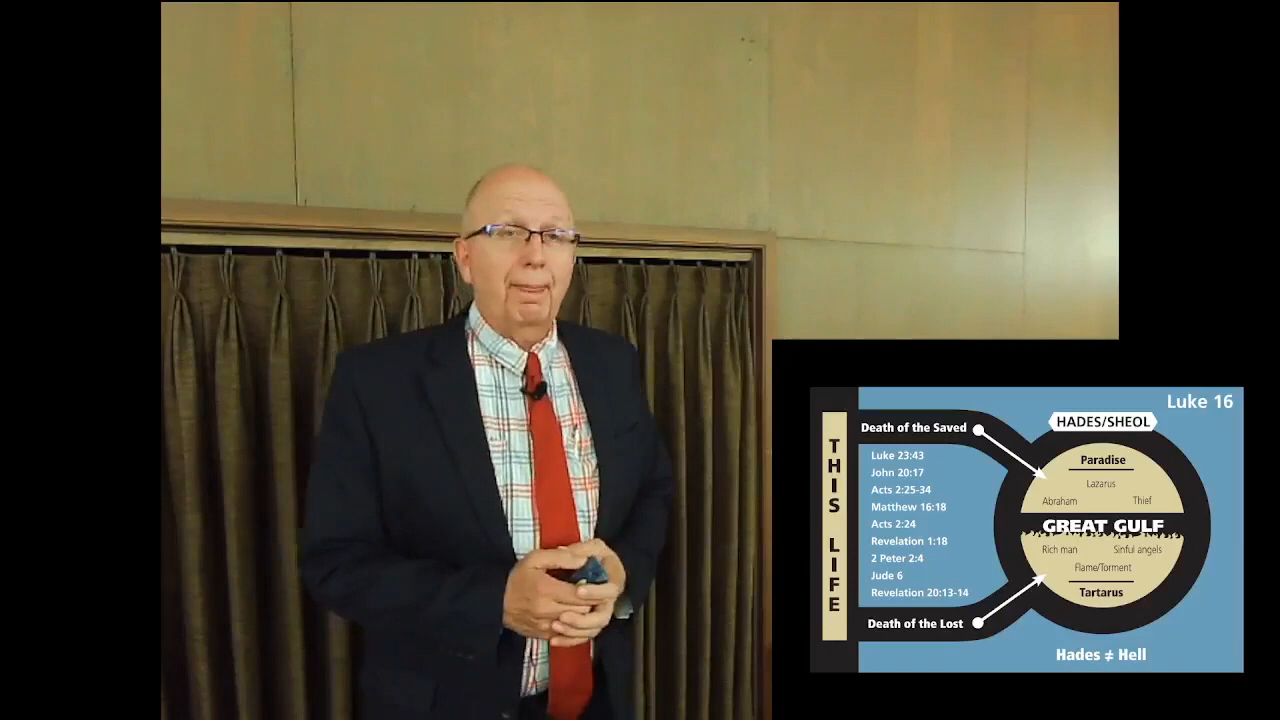 Luke 16
THIS LIFE
Death of the Saved
Luke 23:43
John 20:17
Acts 2:25-34
Matthew 16:18
Acts 2:24
Revelation 1:18
2 Peter 2:4
Jude 6
Revelation 20:13-14
Death of the Lost
HADES/SHEOL
Paradise
Lazarus
Abraham Thief
GREAT GULF
Rich man Sinful angels
Flame/Torment
Tartarus
Hades ≠ Hell